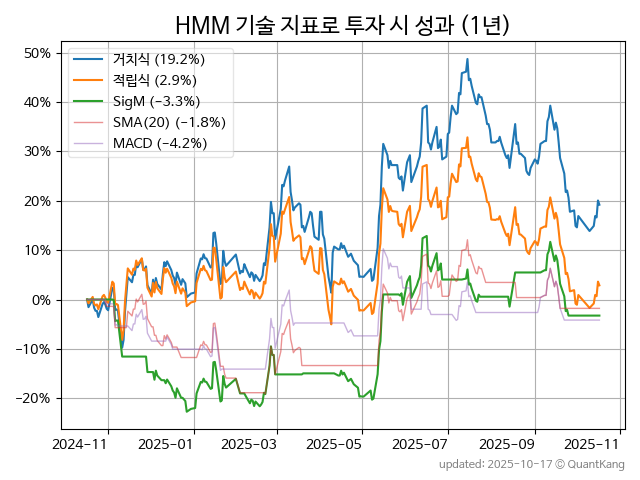 HMM 기술 지표로 투자 시 성과 (1년)
거치식 (19.2%)
적립식 (2.9%)
SigM (−3.3%)
SMA(20) (−1.8%)
MACD (−4.2%)
50%
40%
30%
20%
10%
0%
−10%
−20%
2024-11 2025-01 2025-03 2025-05 2025-07 2025-09 2025-11
updated: 2025-10-17 © QuantKang